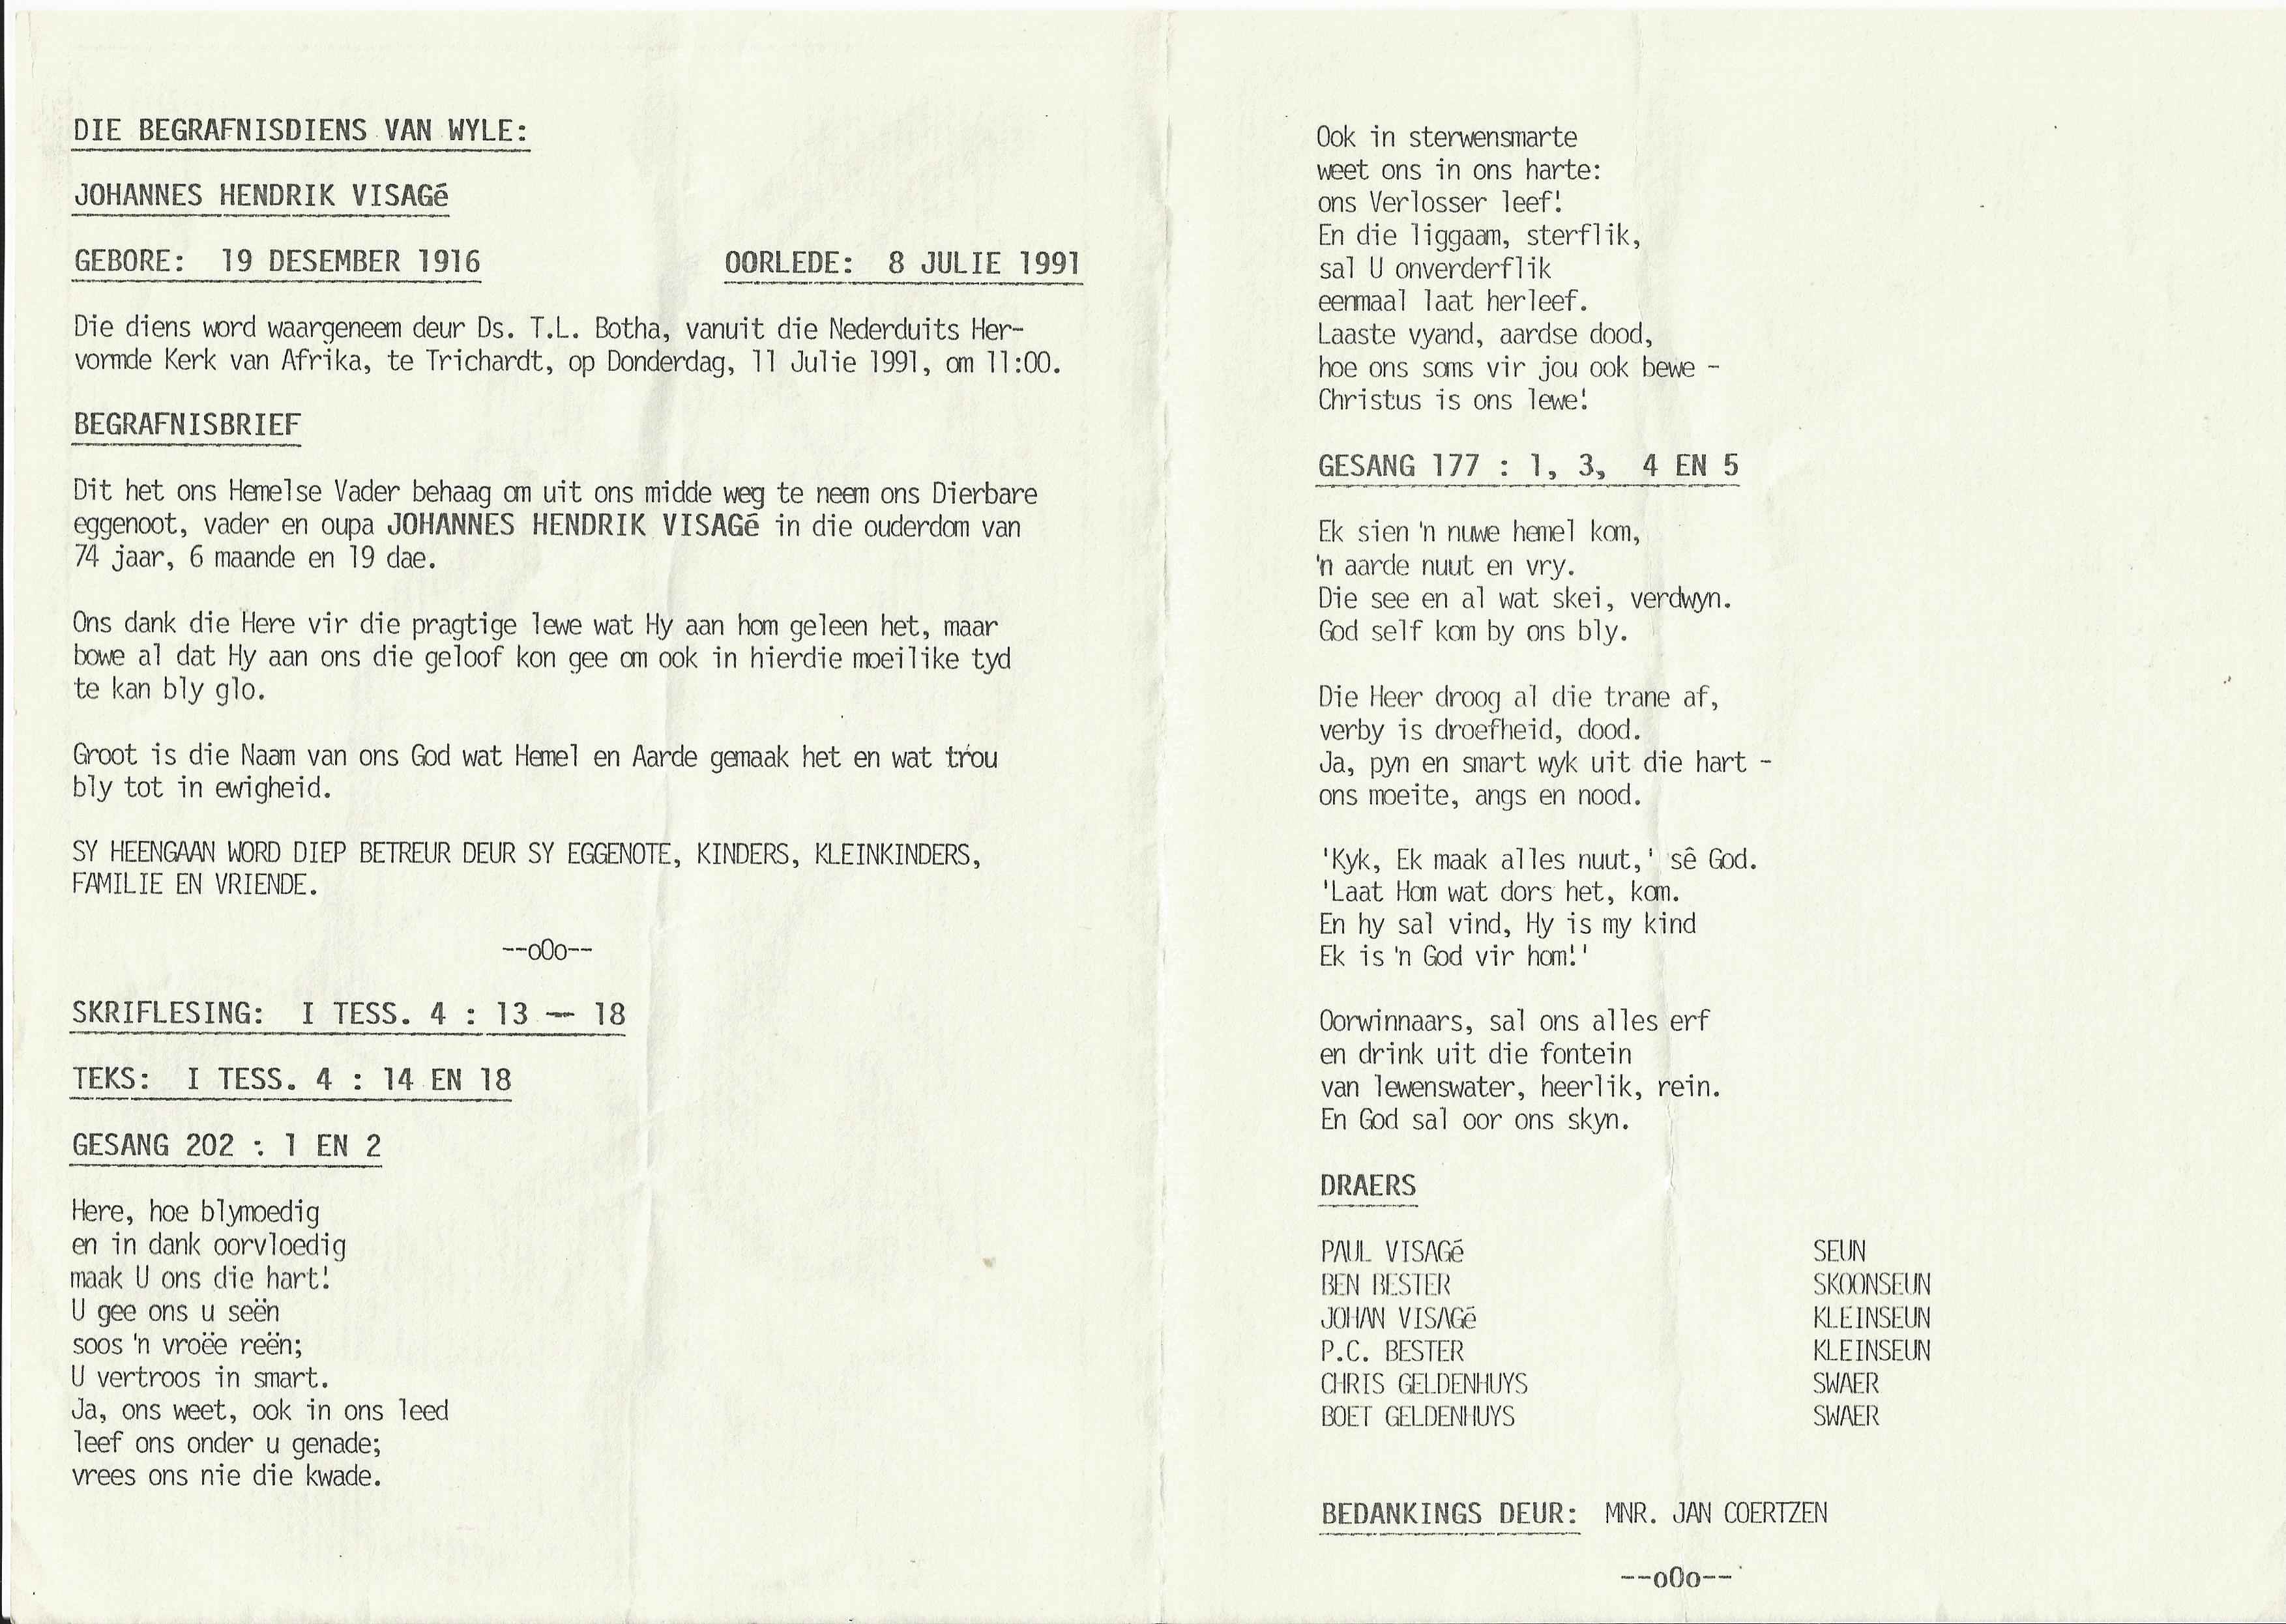 DIE BEGRAFNISDIENS VAN WYLE:
JOHANNES HENDRIK VISAGé
GEBORE: 19 DESEMBER 1916 OORLEDE: 8 JULIE 1991
Die diens word waargeneem deur Ds. T.L. Botha, vanuit die Nederduits Her-
vormde Kerk van Afrika, te Trichardt, op Donderdag, 11 Julie 1991, om 11:00.
BEGRAFNISBRIEF
Dit het ons Hemelse Vader behaag om uit ons midde weg te neem ons Dierbare
eggenoot, vader en oupa JOHANNES HENDRIK VISAGé in die ouderdom van
74 jaar, 6 maande en 19 dae.
Ons dank die Here vir die pragtige lewe wat Hy aan hom geleen het, maar
bowe al dat Hy aan ons die geloof kon gee om ook in hierdie moeilike tyd
te kan bly glo.
Groot is die Naam van ons God wat Hemel en Aarde gemaak het en wat trou
bly tot in ewigheid.
SY HEENGAAN WORD DIEP BETREUR DEUR SY EGGENOTE, KINDERS, KLEINKINDERS,
FAMILIE EN VRIENDE.
--oOo--
SKRIFLESING: I TESS. 4 : 13 — 18
TEKS: I TESS. 4 : 14 EN 18
GESANG 202 : 1 EN 2
Here, hoe blymoedig
en in dank oorvloedig
maak U ons die hart!
U gee ons u seën
soos 'n vroëe reën;
U vertroos in smart.
Ja, ons weet, ook in ons leed
leef ons onder u genade;
vrees ons nie die kwade.
Ook in sterwensmarte
weet ons in ons harte:
ons Verlosser leef!
En die liggaam, sterflik,
sal U onverderflik
eenmaal laat herleef.
Laaste vyand, aardse dood,
hoe ons soms vir jou ook bewe -
Christus is ons lewe!
GESANG 177 : 1, 3, 4 EN 5
Ek sien 'n nuwe hemel kom,
'n aarde nuut en vry.
Die see en al wat skei, verdwyn.
God self kom by ons bly.
Die Heer droog al die trane af,
verby is droefheid, dood.
Ja, pyn en smart wyk uit die hart -
ons moeite, angs en nood.
'Kyk, Ek maak alles nuut,' sê God.
'Laat Hom wat dors het, kom.
En hy sal vind, Hy is my kind
Ek is 'n God vir hom!'
Oorwinnaars, sal ons alles erf
en drink uit die fontein
van lewenswater, heerlik, rein.
En God sal oor ons skyn.
DRAERS
PAUL VISAGé SEUN
BEN BESTER SKOONSEUN
JOHAN VISAGé KLEINSEUN
P.C. BESTER KLEINSEUN
CHRIS GELDENHUYS SWAER
BOET GELDENHUYS SWAER
BEDANKINGS DEUR: MNR. JAN COERTZEN
--oOo--